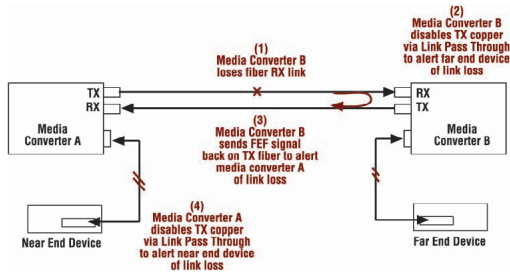 (1)
Media Converter B
loses fiber RX link
(2)
Media Converter B
disables TX copper
via Link Pass Through
to alert far end device
of link loss
TX
RX
Media
Converter A
RX
TX
Media
Converter B
(3)
Media Converter B
sends FEF signal
back on TX fiber to alert
media converter A
of link loss
(4)
Media Converter A
disables TX copper
via Link Pass Through
to alert near end device
of link loss
Near End Device
Far End Device